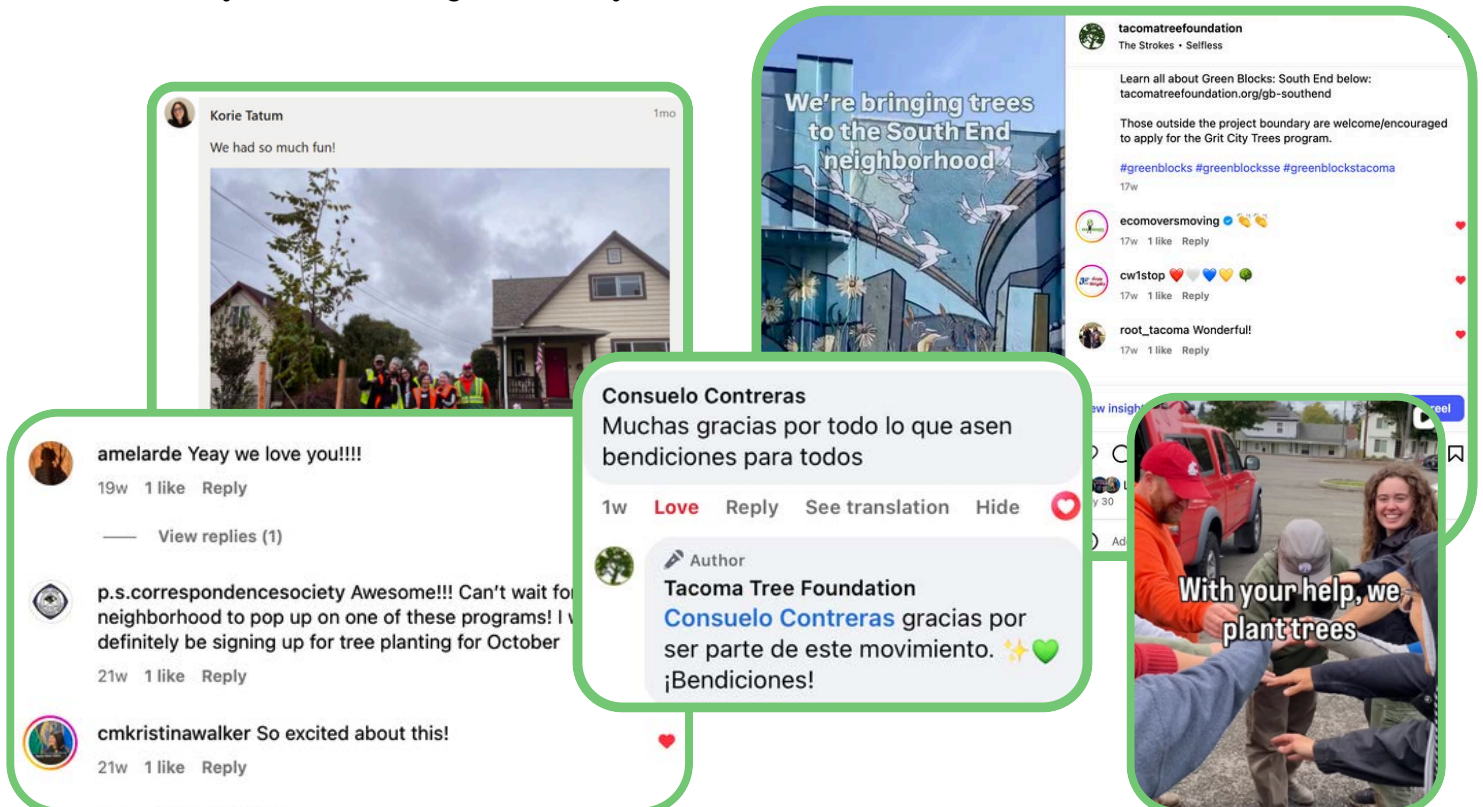 Korie Tatum
1mo
We had so much fun!
We're bringing trees
to the South End
neighborhood
tacomatreefoundation
The Strokes • Selfless
Learn all about Green Blocks: South End below:
tacomatreefoundation.org/gb-southend
Those outside the project boundary are welcome/encouraged
to apply for the Grit City Trees program.
#greenblocks #greenblocksse #greenblockstacoma
17w
ecomoversmoving 👏👏
17w 1 like Reply
cw1stop ❤️🤍💙💛🌳
17w 1 like Reply
root_tacoma Wonderful!
17w 1 like Reply
amelarde Yeay we love you!!!!
19w 1 like Reply
View replies (1)
p.s.correspondencesociety Awesome!!! Can't wait for
neighborhood to pop up on one of these programs! I
definitely be signing up for tree planting for October
21w 1 like Reply
cmkristinawalker So excited about this!
21w 1 like Reply
Consuelo Contreras
Muchas gracias por todo lo que asen
bendiciones para todos
1w Love Reply See translation Hide
Author
Tacoma Tree Foundation
Consuelo Contreras gracias por
ser parte de este movimiento. ✨💚
¡Bendiciones!
With your help, we
plant trees